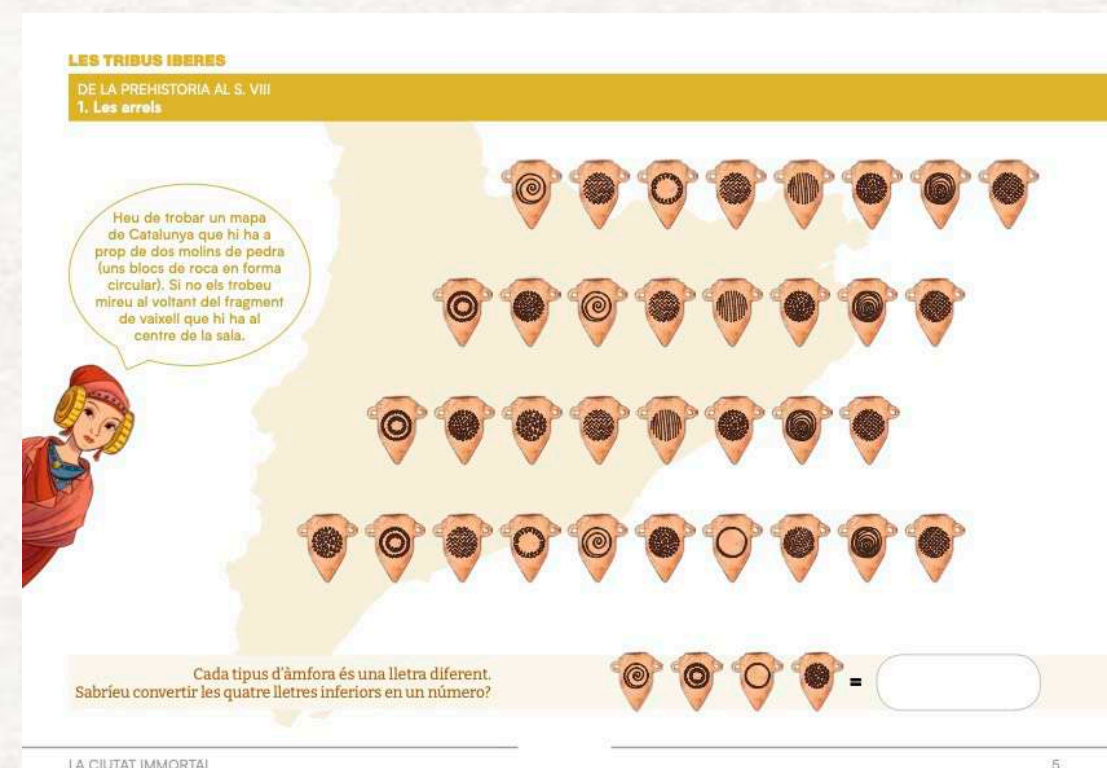 LES TRIBUS IBERES
DE LA PREHISTORIA AL S. VIII
1. Les arrels
Heu de trobar un mapa
de Catalunya que hi ha a
prop de dos molins de pedra
(uns blocs de roca en forma
circular). Si no els trobeu
mireu al voltant del fragment
de vaixell que hi ha al
centre de la sala.
Cada tipus d'àmfora és una lletra diferent.
Sabríeu convertir les quatre lletres inferiors en un número?
=
LA CIUTAT IMMORTAL
5